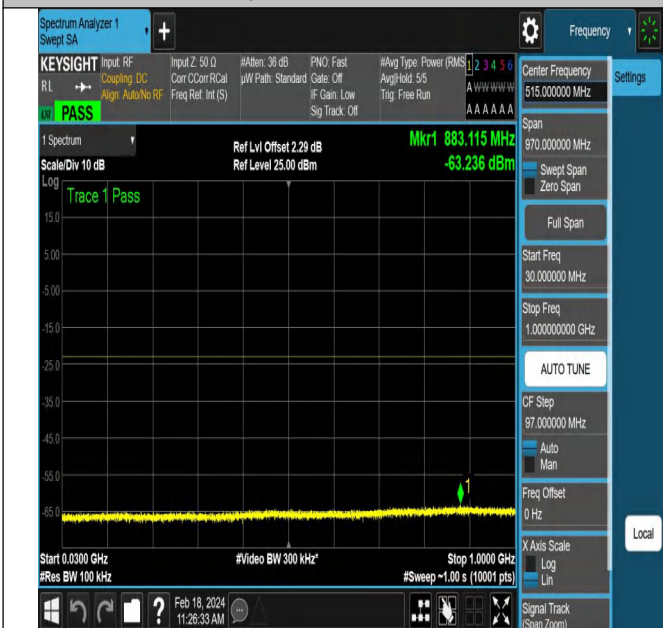 Spectrum Analyzer 1
Swept SA
+
Frequency
KEYSIGHT
RL
Input: RF
Coupling: DC
Align: Auto/No RF
Input Z: 50 Ω
Corr CCorr RCal
Freq Ref: Int (S)
#Atten: 36 dB
µW Path: Standard
PNO: Fast
Gate: Off
IF Gain: Low
Sig Track: Off
#Avg Type: Power (RMS
Avg|Hold: 5/5
Trig: Free Run
1 2 3 4 5 6
A W W W W W
A A A A A A
PASS
1 Spectrum
Scale/Div 10 dB
Ref Lvl Offset 2.29 dB
Ref Level 25.00 dBm
Mkr1 883.115 MHz
-63.236 dBm
Log
Trace 1 Pass
15.0
5.00
-5.00
-15.0
-25.0
-35.0
-45.0
-55.0
-65.0
1
Start 0.0300 GHz
#Res BW 100 kHz
#Video BW 300 kHz*
Stop 1.0000 GHz
#Sweep ~1.00 s (10001 pts)
Feb 18, 2024
11:26:33 AM
Center Frequency
515.000000 MHz
Settings
Span
970.000000 MHz
Swept Span
Zero Span
Full Span
Start Freq
30.000000 MHz
Stop Freq
1.000000000 GHz
AUTO TUNE
CF Step
97.000000 MHz
Auto
Man
Freq Offset
0 Hz
X Axis Scale
Log
Lin
Local
Signal Track
(Span Zoom)